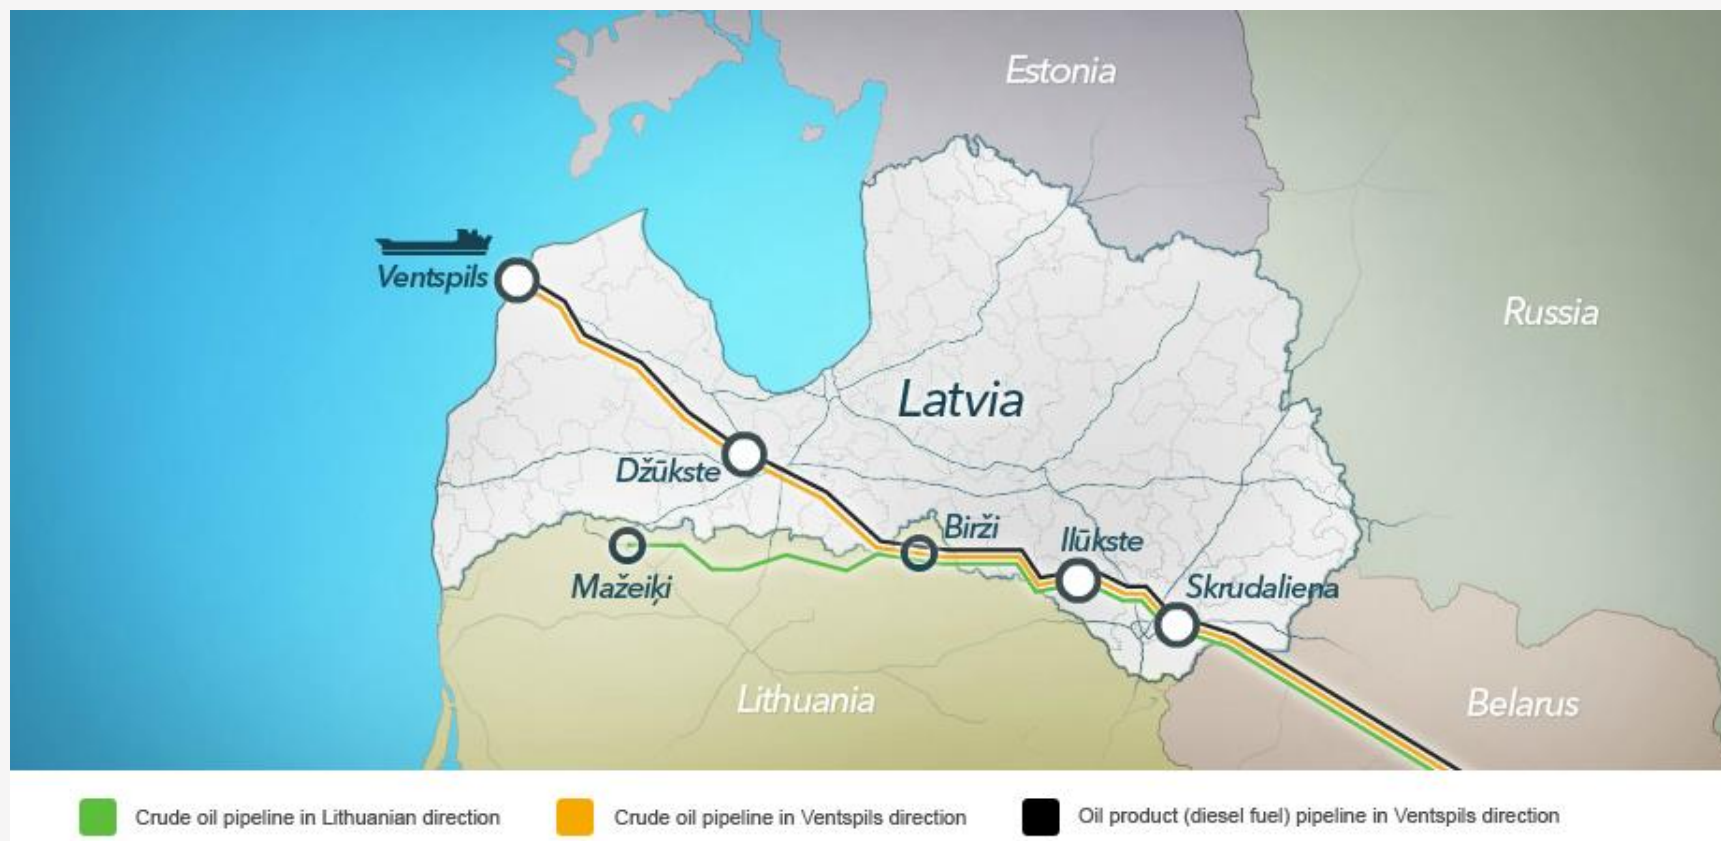 Estonia
Russia
Ventspils
Latvia
Džūkste
Birži
Ilūkste
Mažeiķi
Skrudaliena
Lithuania
Belarus
Crude oil pipeline in Lithuanian direction
Crude oil pipeline in Ventspils direction
Oil product (diesel fuel) pipeline in Ventspils direction